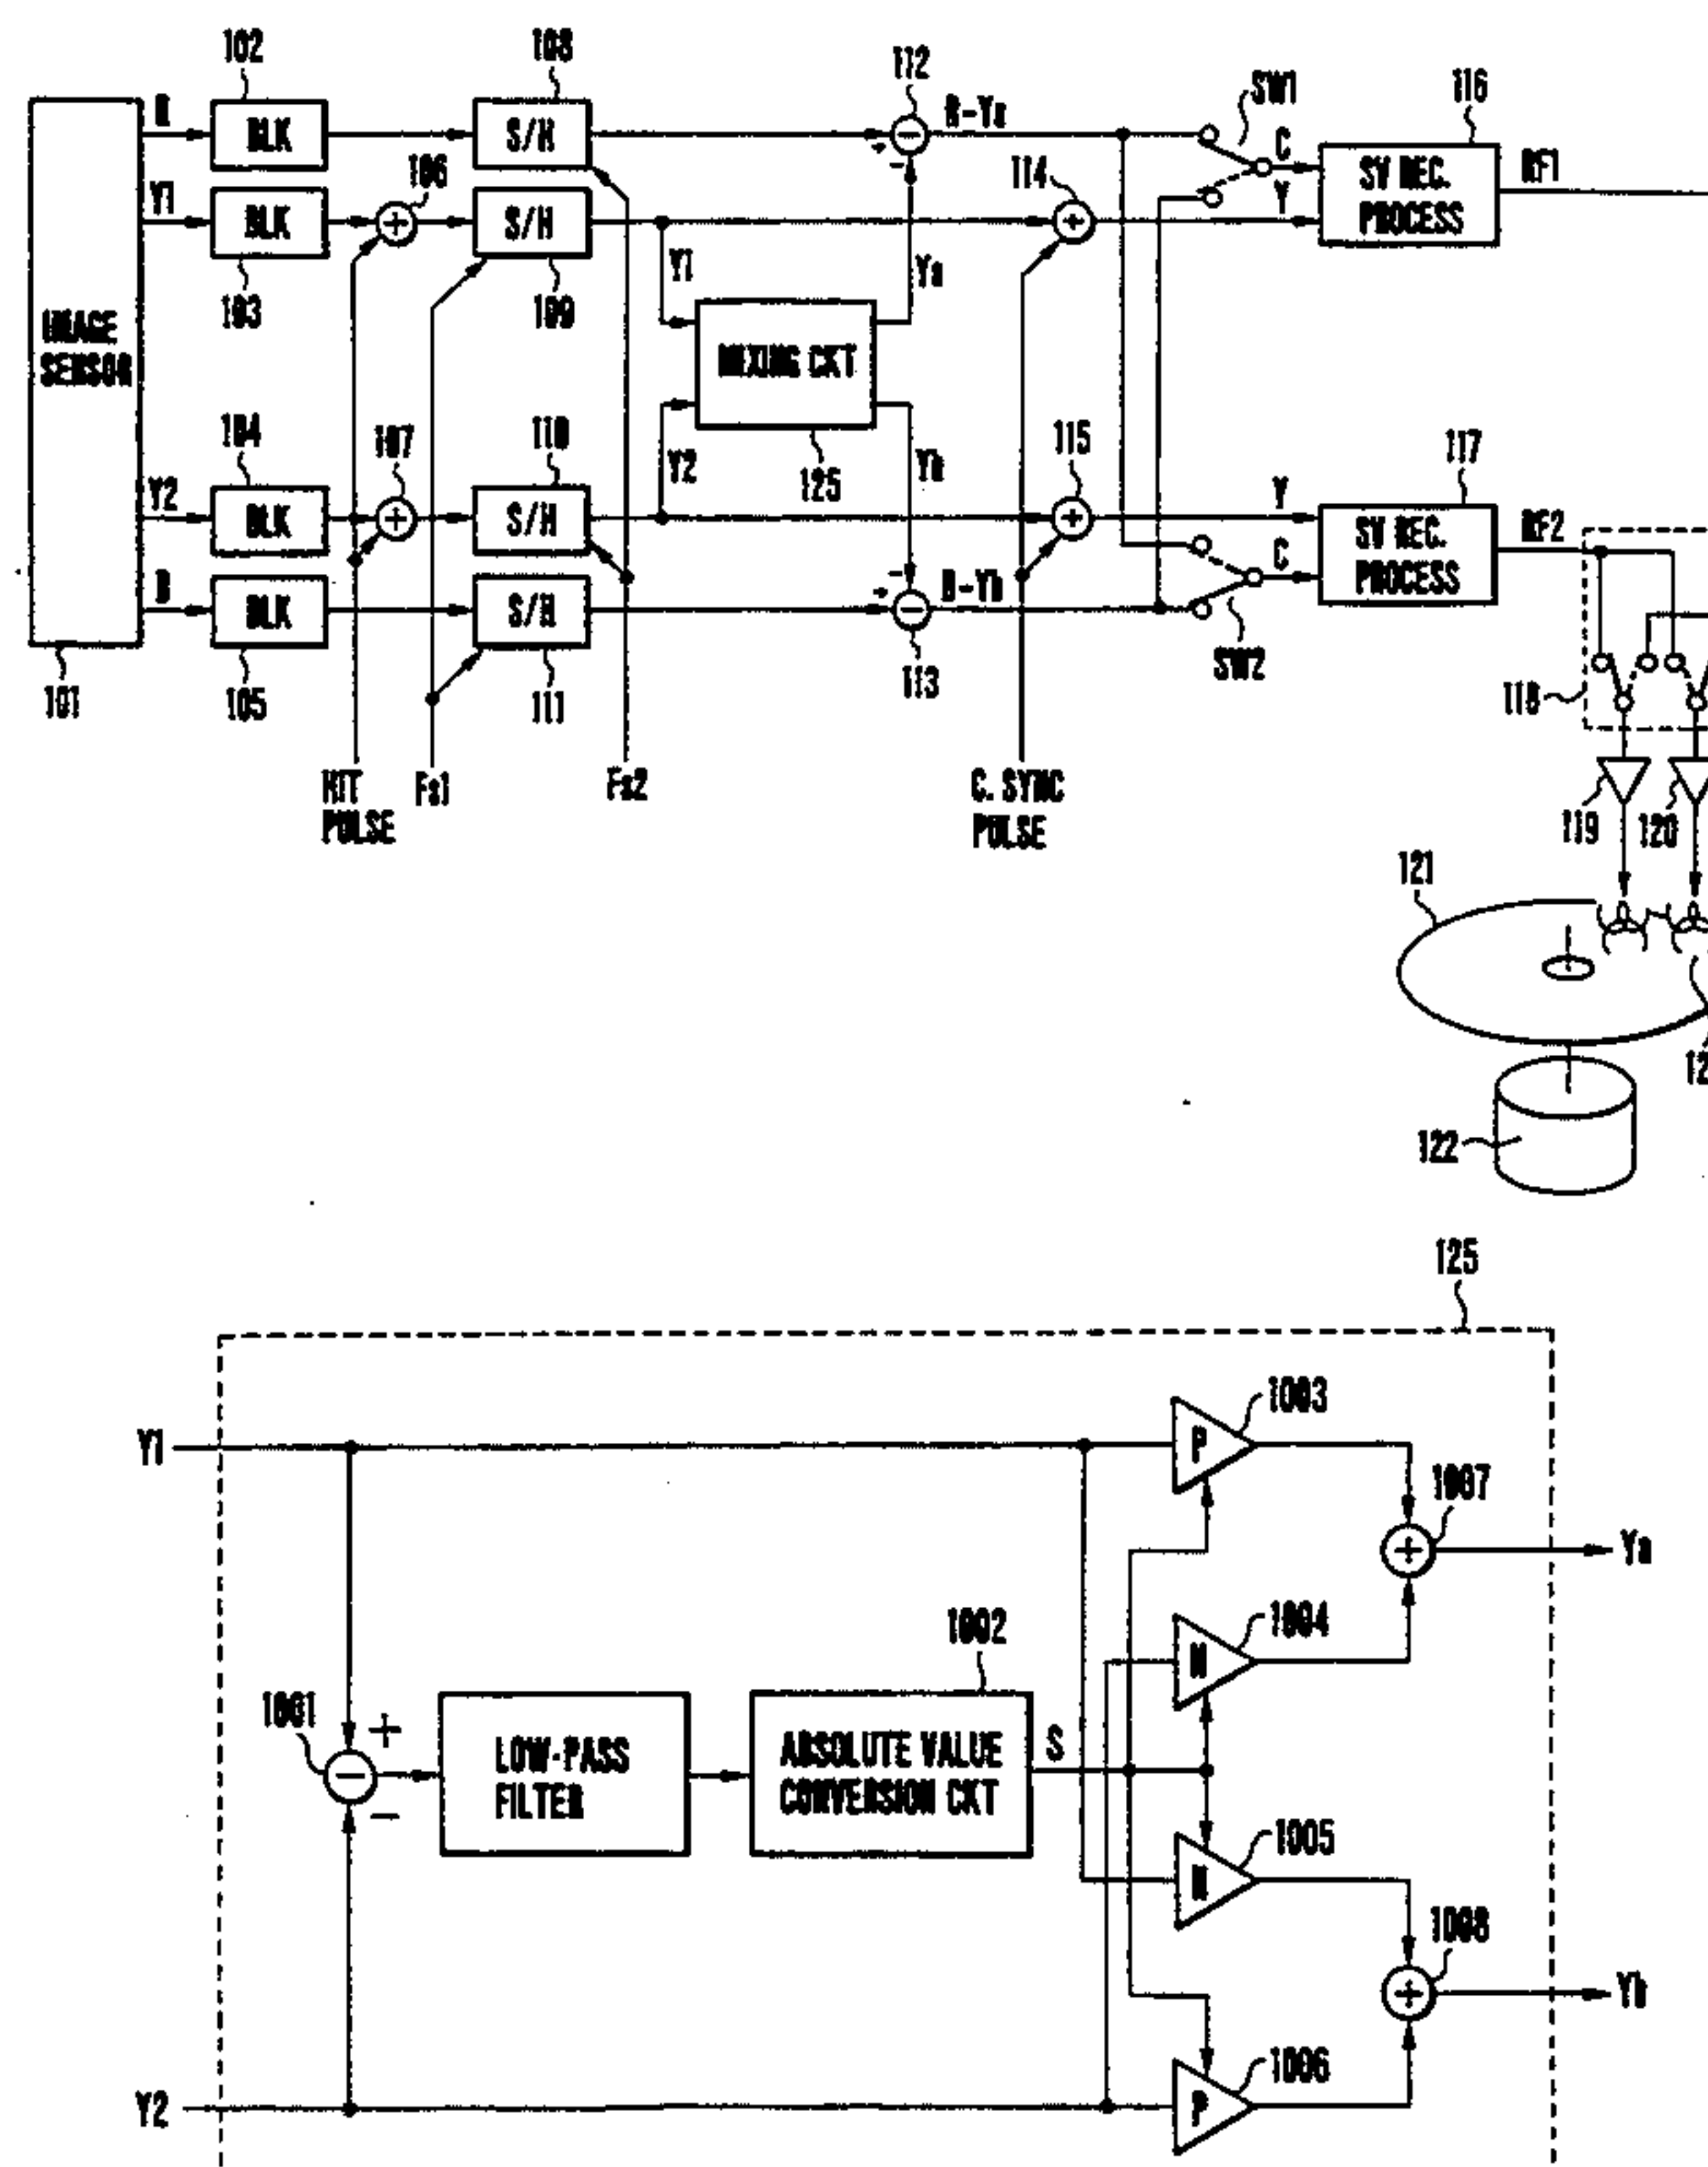 102
108
112
SW1
116
R
BLK
S/H
R-Ya
C
SV REC.
PROCESS
RF1
106
114
Y1
BLK
S/H
Y
103
109
Y1
Ya
IMAGE
SENSOR
MIXING CKT
104
107
110
125
115
117
Y2
BLK
S/H
Y2
Yb
Y
SV REC.
PROCESS
RF2
C
B
BLK
S/H
B-Yb
101
105
111
113
SW2
118
HIT
PULSE
Fs1
Fs2
C. SYNC
PULSE
119
120
121
122
125
Y1
P
1003
1007
Ya
1001
+
−
LOW-PASS
FILTER
1002
ABSOLUTE VALUE
CONVERSION CKT
S
N
1004
N
1005
1008
Yb
Y2
P
1006